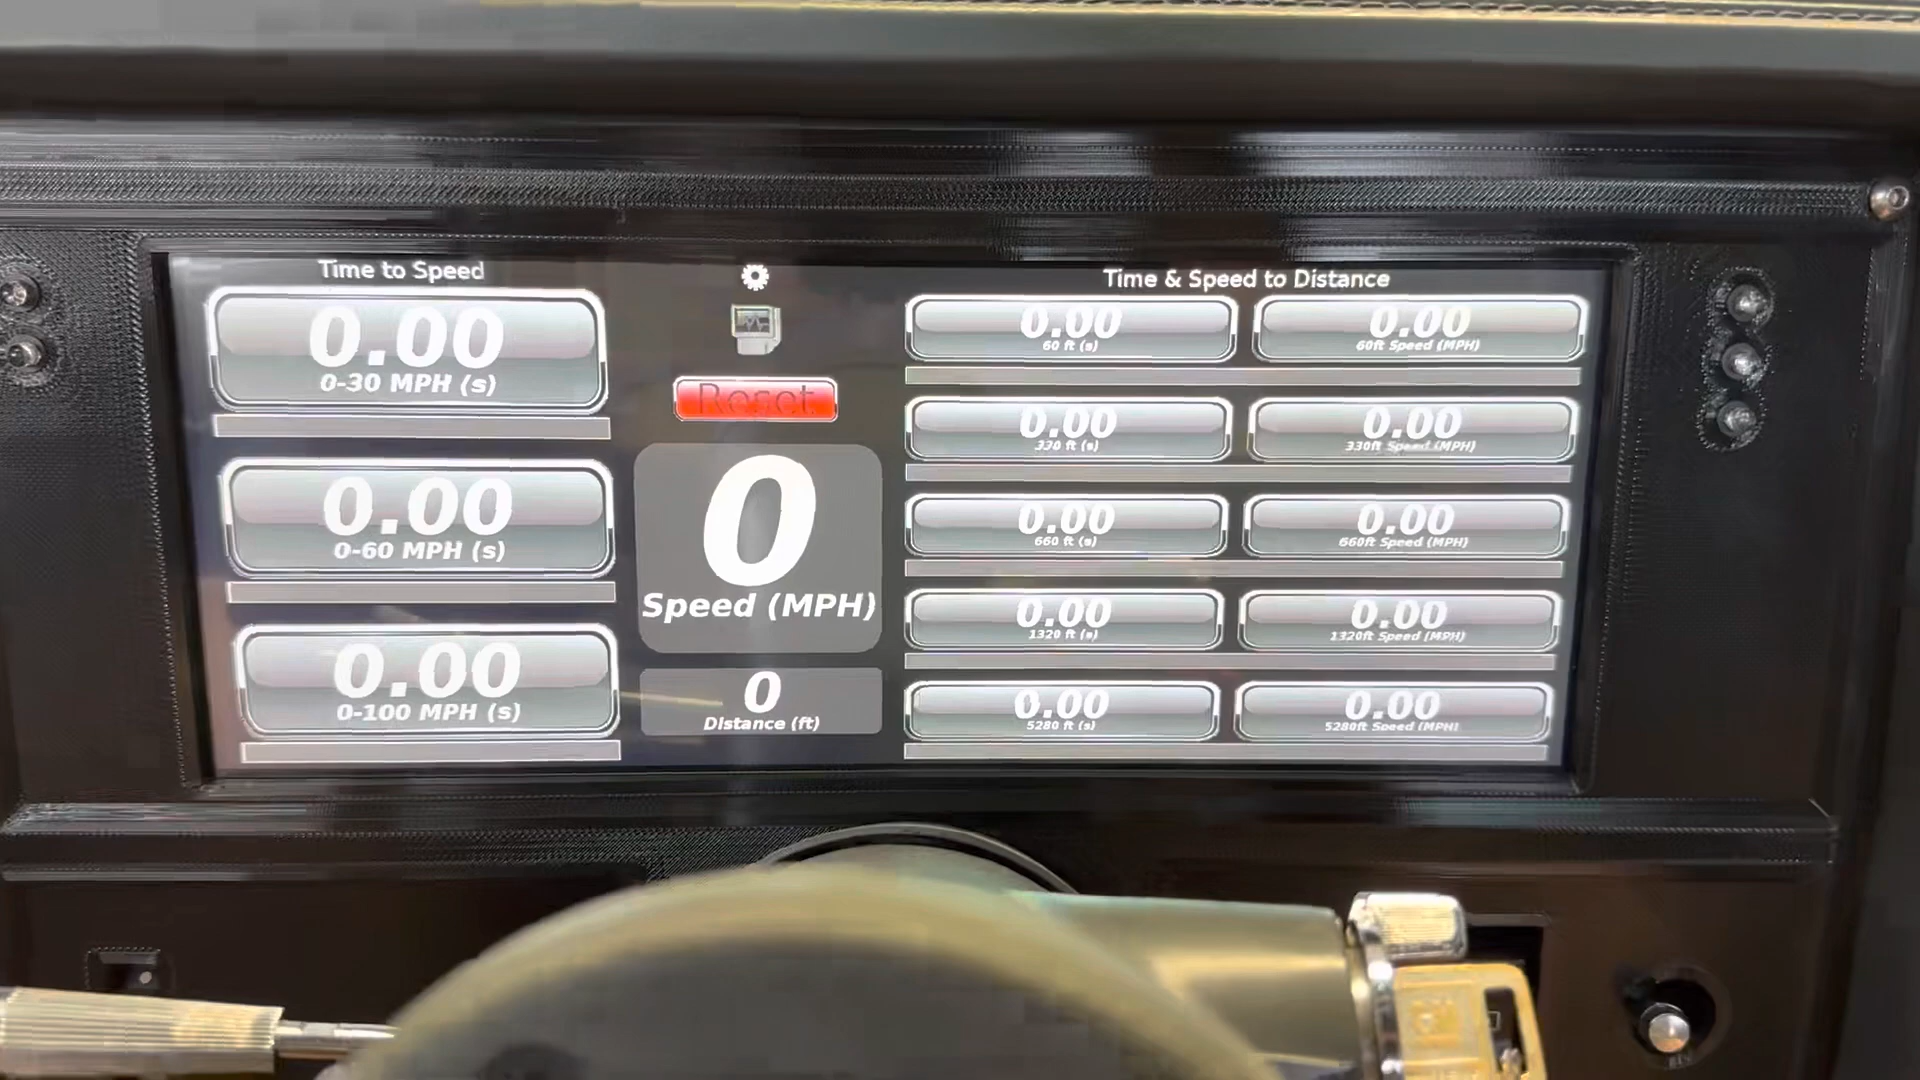 Time to Speed
0.00
0-30 MPH (s)
0.00
0-60 MPH (s)
0.00
0-100 MPH (s)
Reset
0
Speed (MPH)
0
Distance (ft)
Time & Speed to Distance
0.00
60 ft (s)
0.00
60ft Speed (MPH)
0.00
330 ft (s)
0.00
330ft Speed (MPH)
0.00
660 ft (s)
0.00
660ft Speed (MPH)
0.00
1320 ft (s)
0.00
1320ft Speed (MPH)
0.00
5280 ft (s)
0.00
5280ft Speed (MPH)